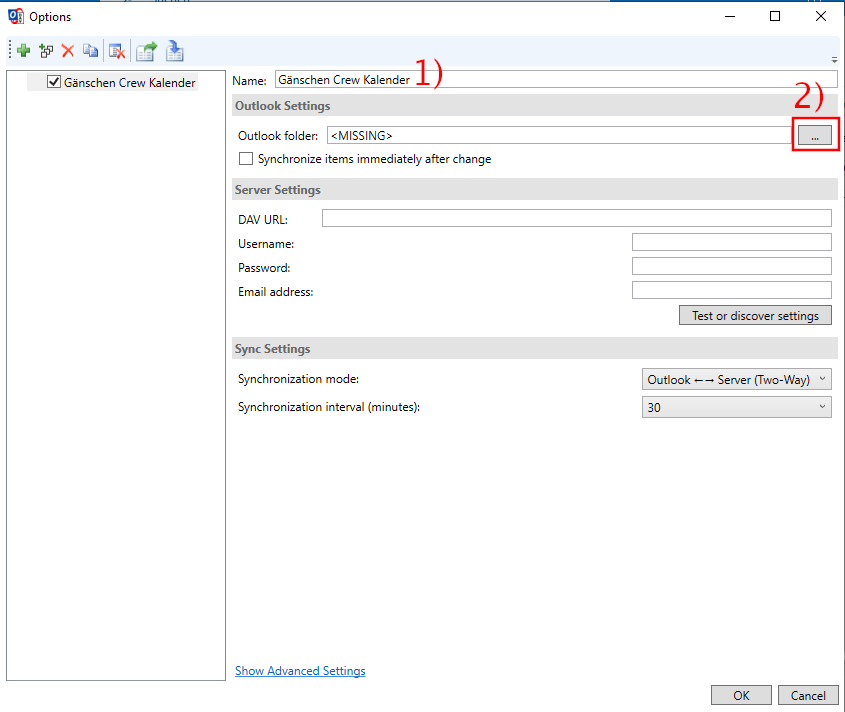 Options
Gänschen Crew Kalender
Name: Gänschen Crew Kalender 1)
2)
Outlook Settings
Outlook folder: <MISSING> ...
Synchronize items immediately after change
Server Settings
DAV URL:
Username:
Password:
Email address:
Test or discover settings
Sync Settings
Synchronization mode: Outlook ←→ Server (Two-Way)
Synchronization interval (minutes): 30
Show Advanced Settings
OK Cancel